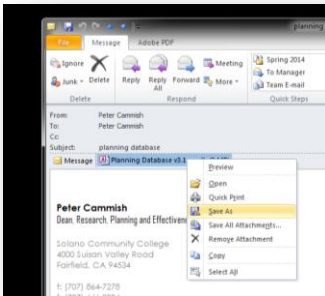 planning
File Message Adobe PDF
Ignore Meeting Spring 2014
To Manager
Junk Delete Reply Reply All Forward More Team E-mail
Delete Respond Quick Steps
From: Peter Cammish
To: Peter Cammish
Cc:
Subject: planning database
Message Planning Database v3.1
Preview
Open
Quick Print
Save As
Save All Attachments...
Remove Attachment
Copy
Select All
Peter Cammish
Dean, Research, Planning and Effectivene
Solano Community College
4000 Suisun Valley Road
Fairfield, CA 94534
t: (707) 864-7278